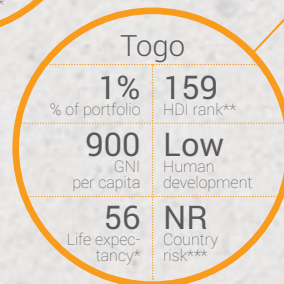 *
Togo
1% 159
% of portfolio HDI rank**
900 Low
GNI Human
per capita development
56 NR
Life expec- Country
tancy* risk***